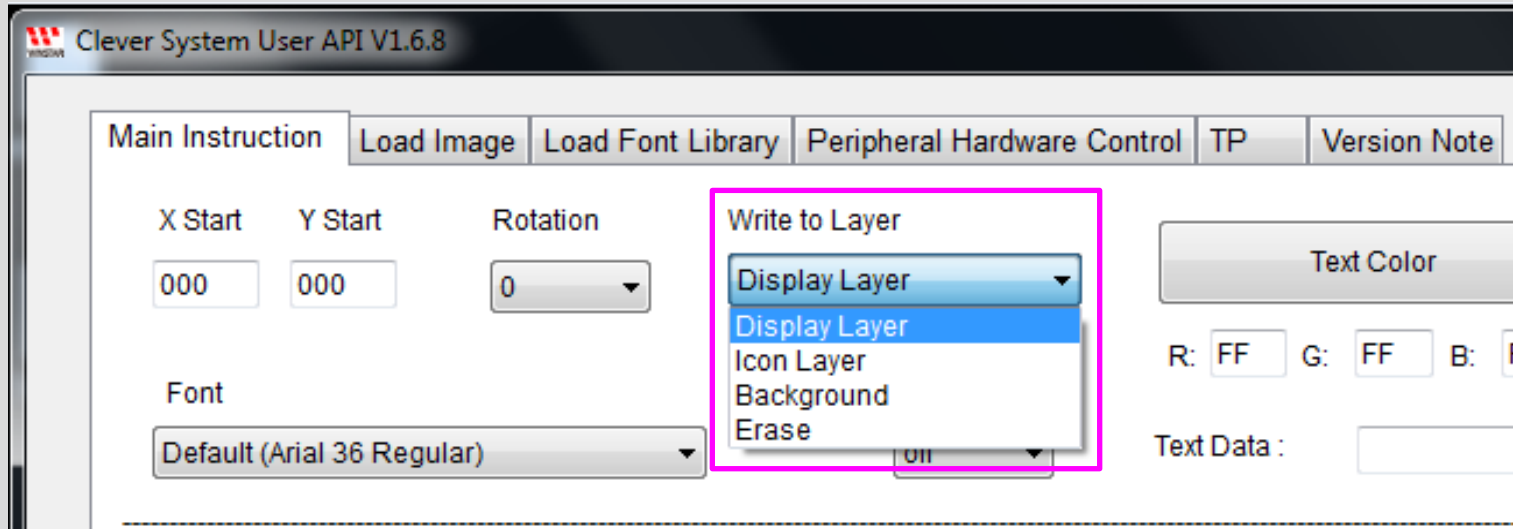 WINSTAR Clever System User API V1.6.8
Main Instruction Load Image Load Font Library Peripheral Hardware Control TP Version Note
X Start Y Start Rotation Write to Layer
000 000 0 Display Layer Text Color
Display Layer
Icon Layer
R: FF G: FF B:
Background
Font
Erase
Default (Arial 36 Regular) Text Data :